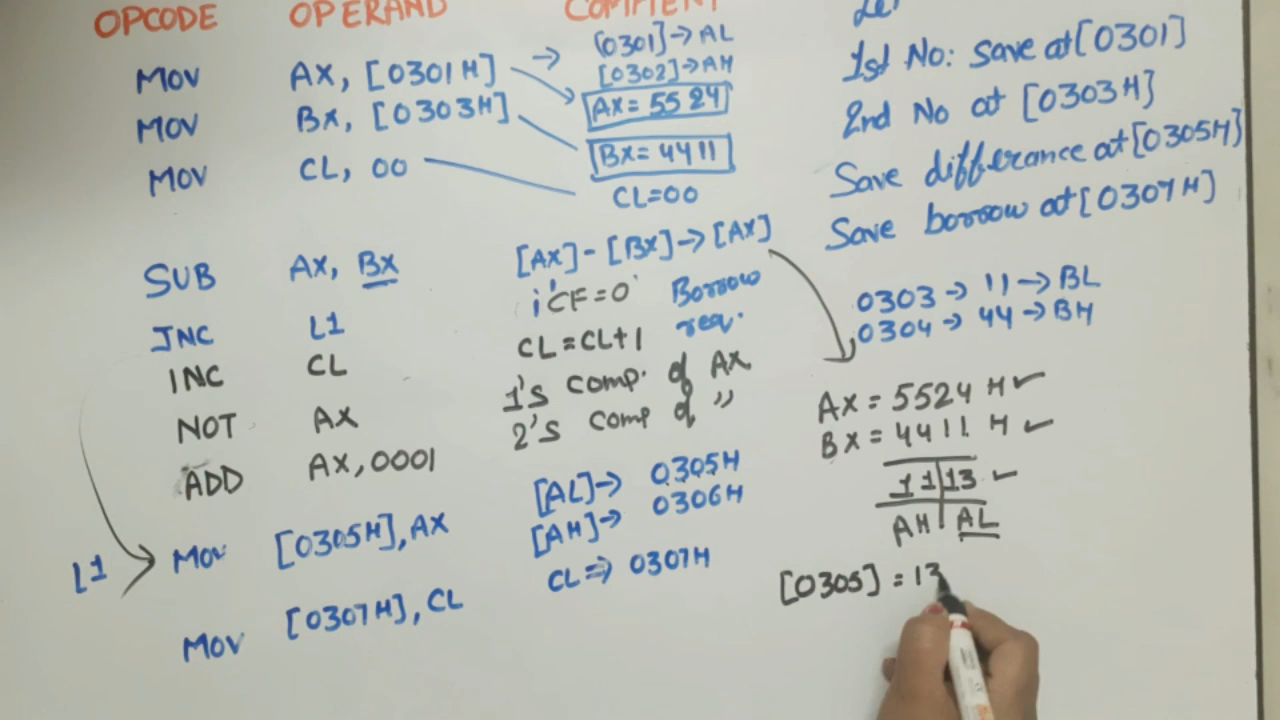 OPCODE OPERAND COMMENT
MOV AX, [0301H] → [0301]→AL
[0302]→AH
AX=5524
MOV BX, [0303H] BX=4411
MOV CL, 00 CL=00
SUB AX, BX [AX]-[BX]→[AX]
JNC L1 CF=0 Borrow
INC CL CL=CL+1 req.
NOT AX 1's comp. of AX
ADD AX,0001 2's comp of "
[AL]→ 0305H
L1 MOV [0305H],AX [AH]→ 0306H
MOV [0307H],CL CL⇒ 0307H
1st No: Save at [0301]
2nd No at [0303H]
Save differance at [0305H]
Save borrow at [0307H]
0303→ 11→BL
0304→ 44→BH
AX = 5524 H✓
BX = 4411 H✓
11|13 ✓
AH|AL
[0305] = 13